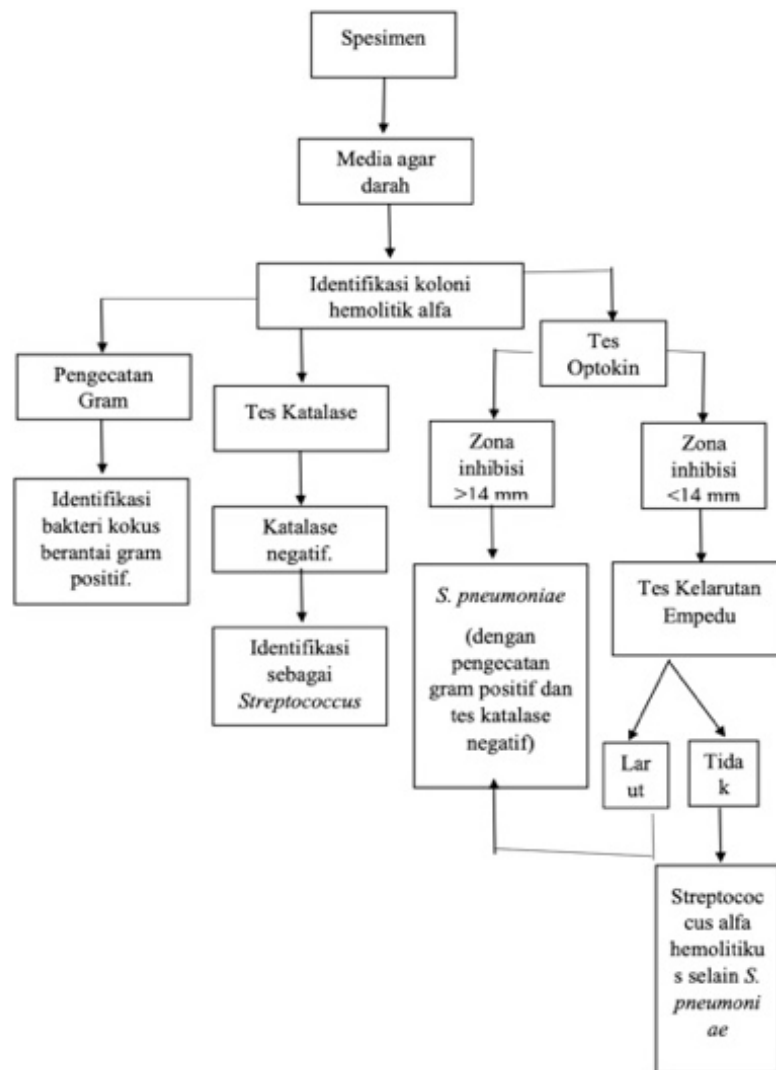 Spesimen
Media agar
darah
Identifikasi koloni
hemolitik alfa
Tes
Optokin
Pengecatan
Gram
Tes Katalase
Zona
inhibisi
>14 mm
Zona
inhibisi
<14 mm
Identifikasi
bakteri kokus
berantai gram
positif.
Katalase
negatif.
S. pneumoniae
(dengan
pengecatan
gram positif dan
tes katalase
negatif)
Tes Kelarutan
Empedu
Identifikasi
sebagai
Streptococcus
Lar
ut
Tida
k
Streptococ
cus alfa
hemolitiku
s selain S.
pneumoni
ae